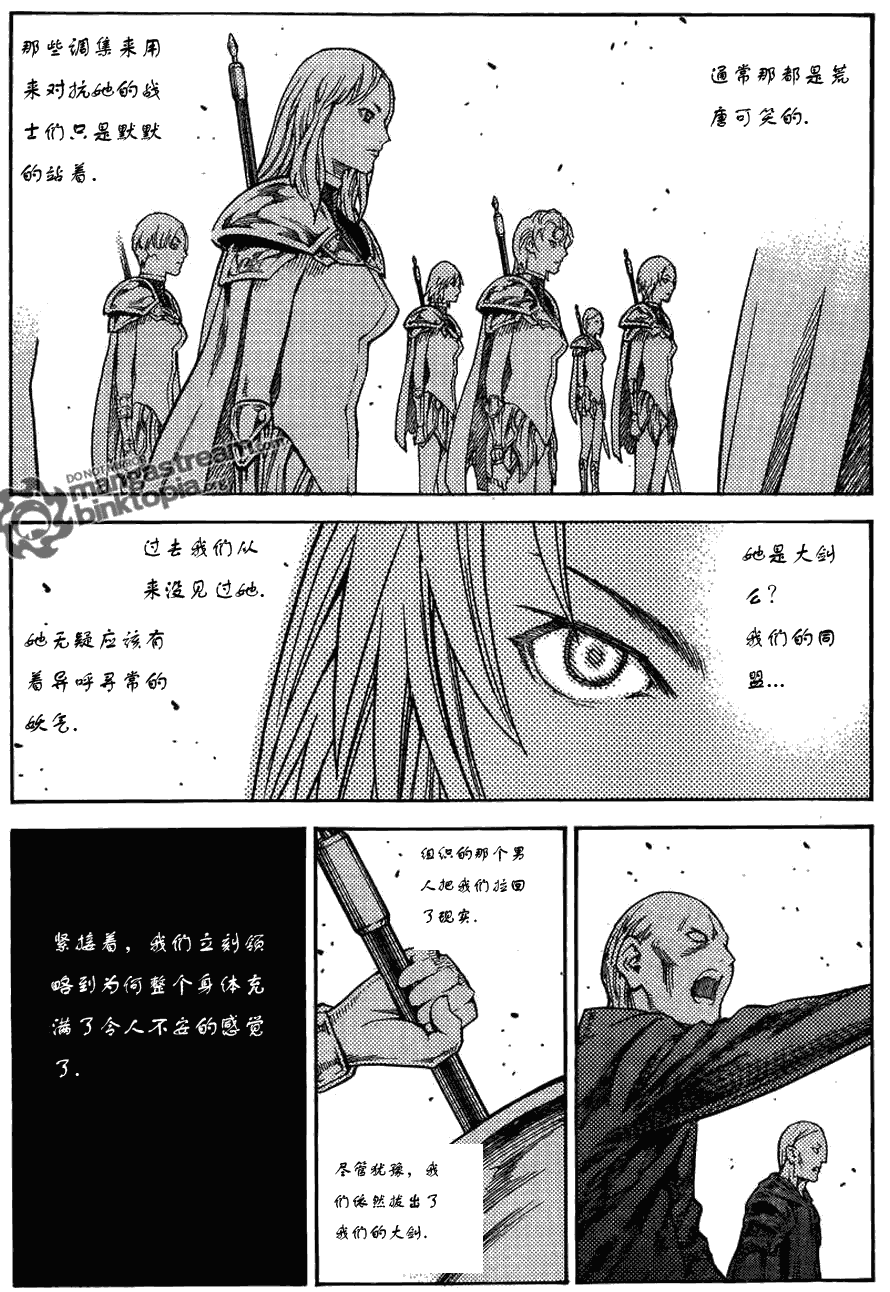 通常那都是荒
唐可笑的.
那些调集来用
来对抗她的战
士们只是默默
的站着.
DO NOT
mangastream.com
binktopia
她是大剑
么?
我们的同
盟...
过去我们从
来没见过她.
她无疑应该有
着异呼寻常的
妖气.
组织的那个男
人把我们拉回
了现实.
尽管犹豫，我
们依然拔出了
我们的大剑.
紧接着，我们立刻领
略到为何整个身体充
满了令人不安的感觉
了.